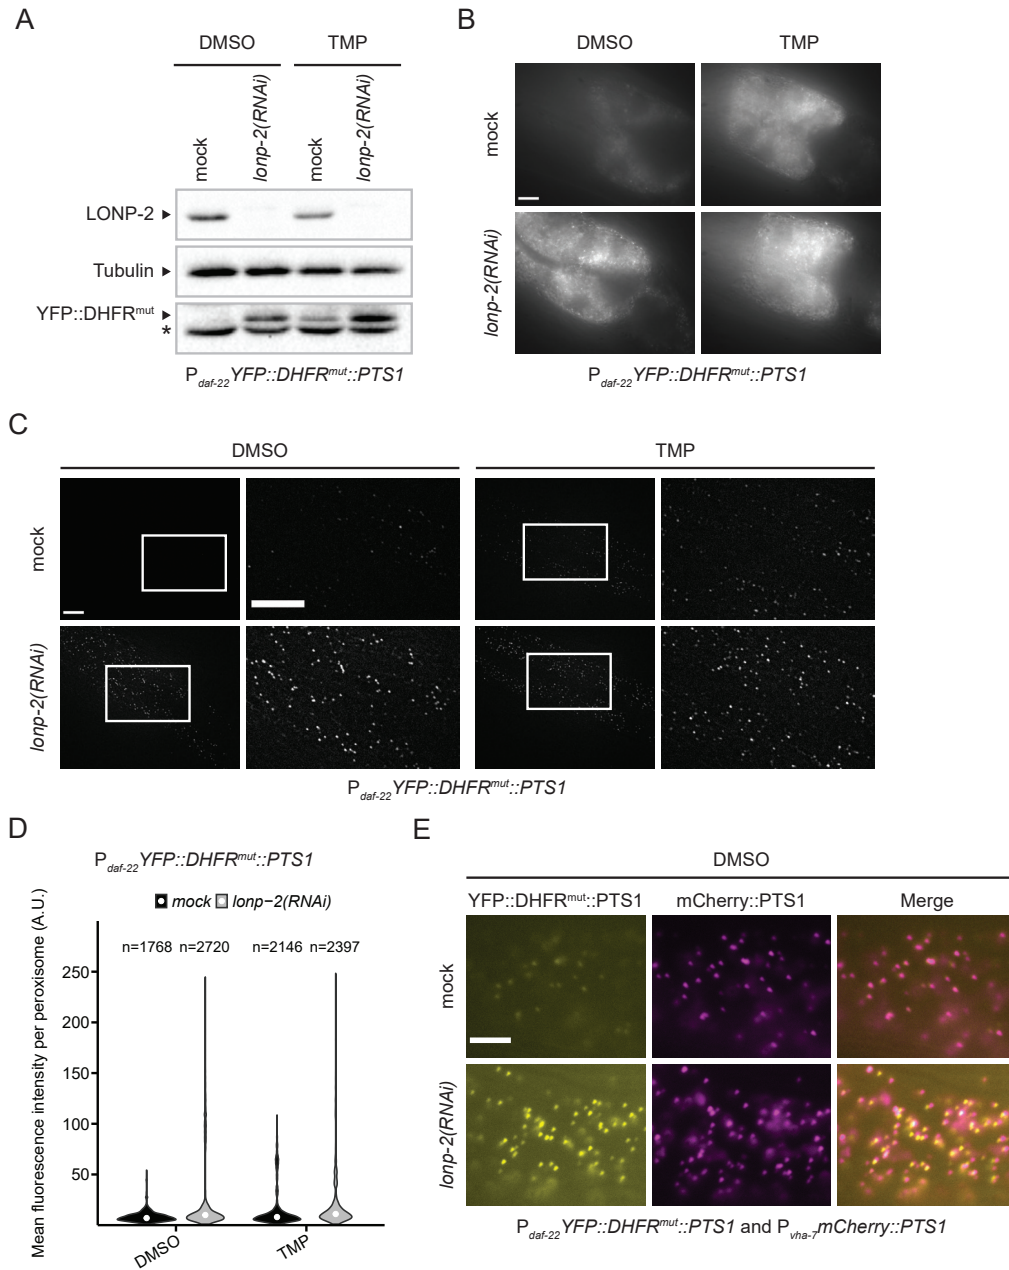 A
DMSO TMP
mock lonp-2(RNAi) mock lonp-2(RNAi)
LONP-2
Tubulin
YFP::DHFRmut
*
Pdaf-22YFP::DHFRmut::PTS1
B
DMSO TMP
mock
lonp-2(RNAi)
Pdaf-22YFP::DHFRmut::PTS1
C
DMSO TMP
mock
lonp-2(RNAi)
Pdaf-22YFP::DHFRmut::PTS1
D
Pdaf-22YFP::DHFRmut::PTS1
mock lonp−2(RNAi)
n=1768 n=2720 n=2146 n=2397
Mean fluorescence intensity per peroxisome (A.U.)
250
200
150
100
50
DMSO TMP
E
DMSO
YFP::DHFRmut::PTS1 mCherry::PTS1 Merge
mock
lonp-2(RNAi)
Pdaf-22YFP::DHFRmut::PTS1 and Pvha-7mCherry::PTS1